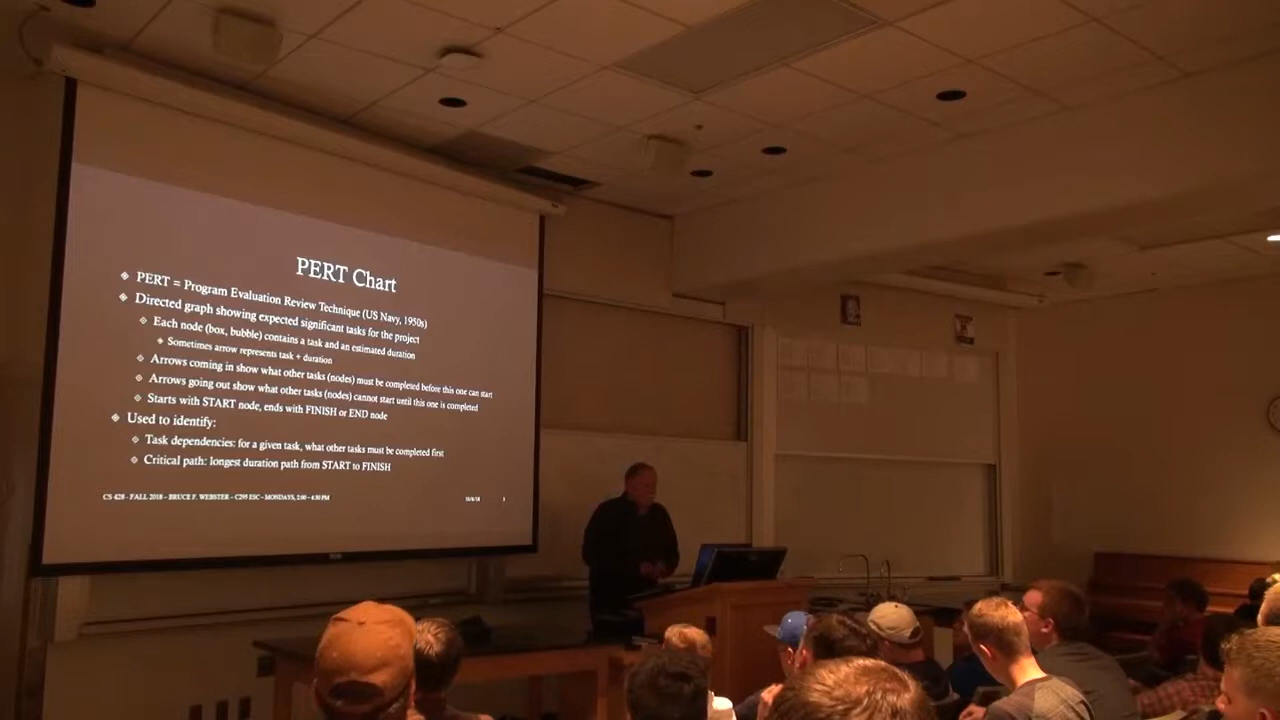 PERT Chart
PERT = Program Evaluation Review Technique (US Navy, 1950s)
Directed graph showing expected significant tasks for the project
Each node (box, bubble) contains a task and an estimated duration
Sometimes arrow represents task + duration
Arrows coming in show what other tasks (nodes) must be completed before this one can start
Arrows going out show what other tasks (nodes) cannot start until this one is completed
Starts with START node, ends with FINISH or END node
Used to identify:
Task dependencies: for a given task, what other tasks must be completed first
Critical path: longest duration path from START to FINISH
CS 428 - FALL 2018 - BRUCE F. WEBSTER - C295 ESC - MONDAYS, 2:00 - 4:30 PM